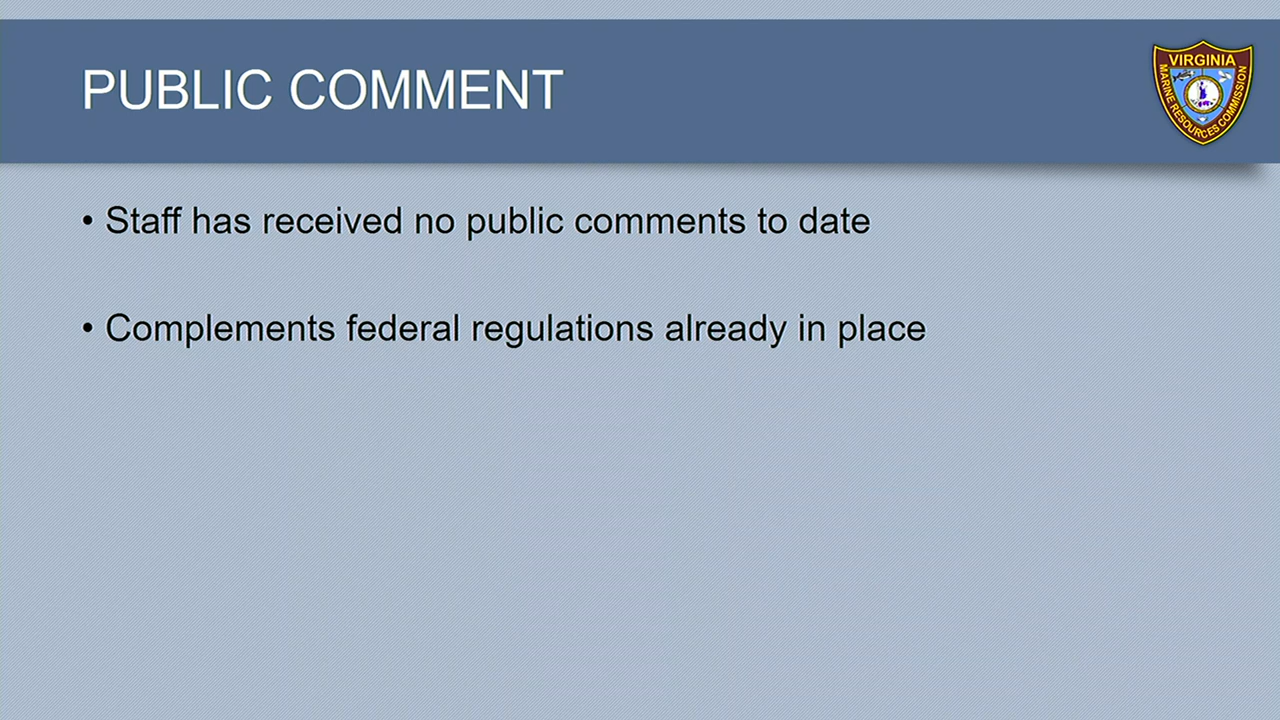 PUBLIC COMMENT
VIRGINIA
MARINE RESOURCES COMMISSION
• Staff has received no public comments to date
• Complements federal regulations already in place